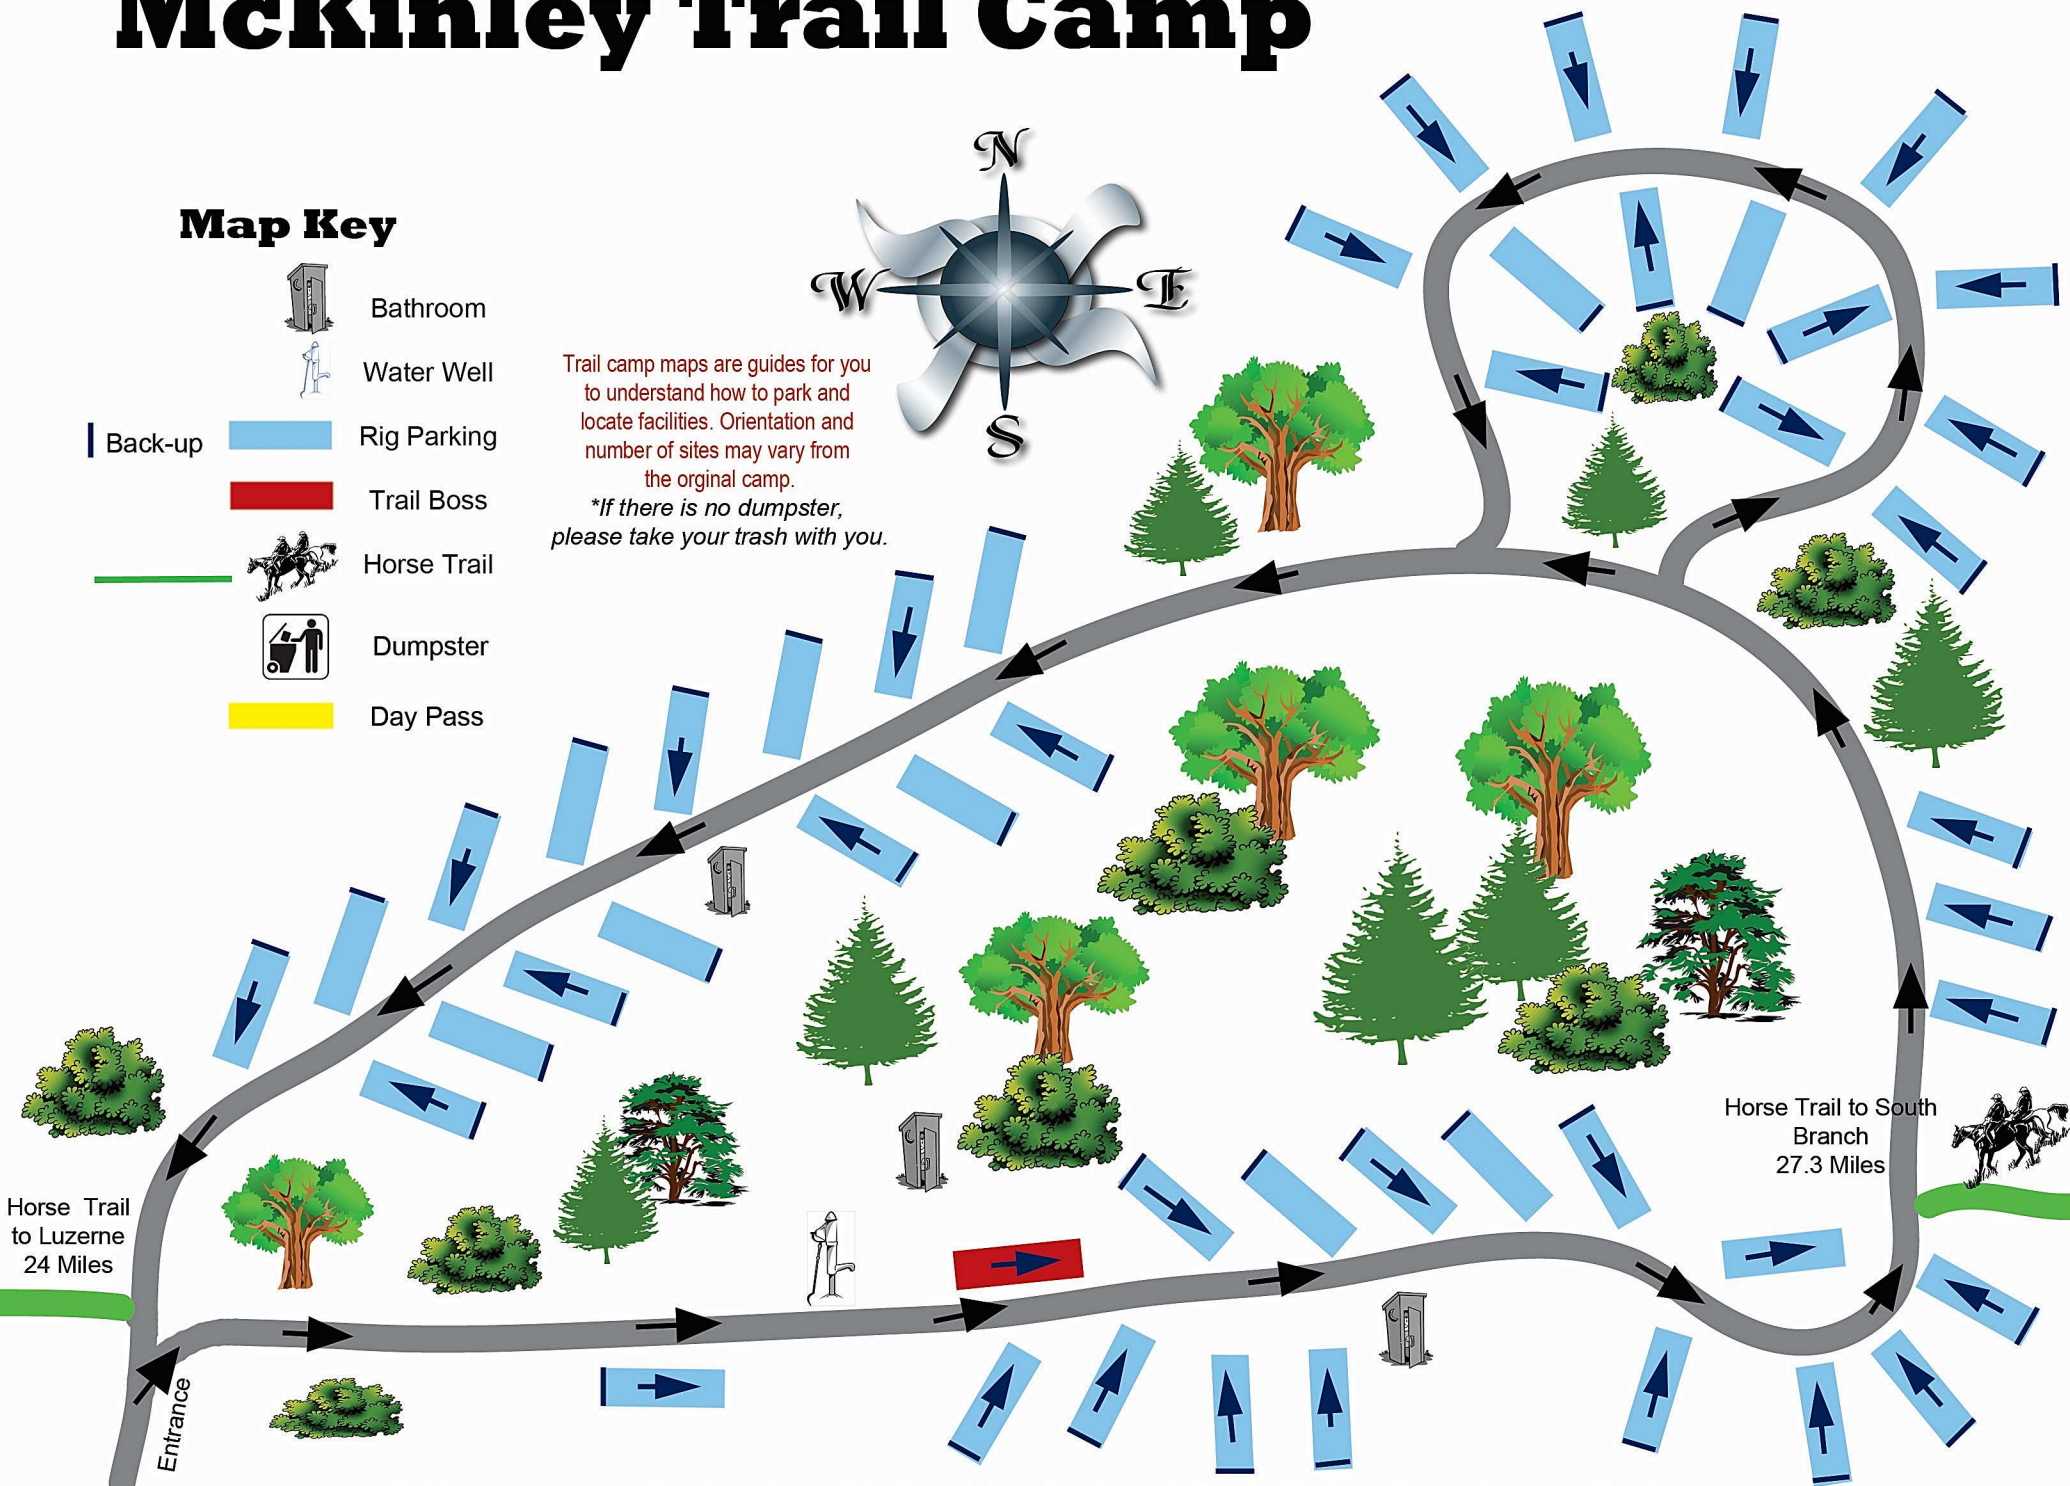 McKinley Trail Camp
N
W
E
S
Map Key
Bathroom
Water Well
Back-up
Rig Parking
Trail Boss
Horse Trail
Dumpster
Day Pass
Trail camp maps are guides for you
to understand how to park and
locate facilities. Orientation and
number of sites may vary from
the orginal camp.
*If there is no dumpster,
please take your trash with you.
Horse Trail to South
Branch
27.3 Miles
Horse Trail
to Luzerne
24 Miles
Entrance